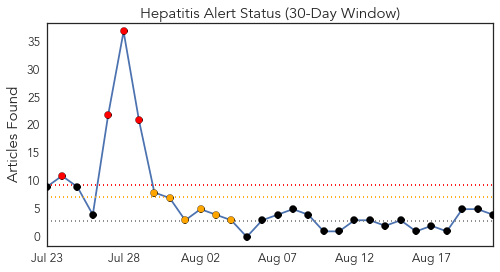 Hepatitis Alert Status (30-Day Window)
Articles Found
35
30
25
20
15
10
5
0
Jul 23 Jul 28 Aug 02 Aug 07 Aug 12 Aug 17